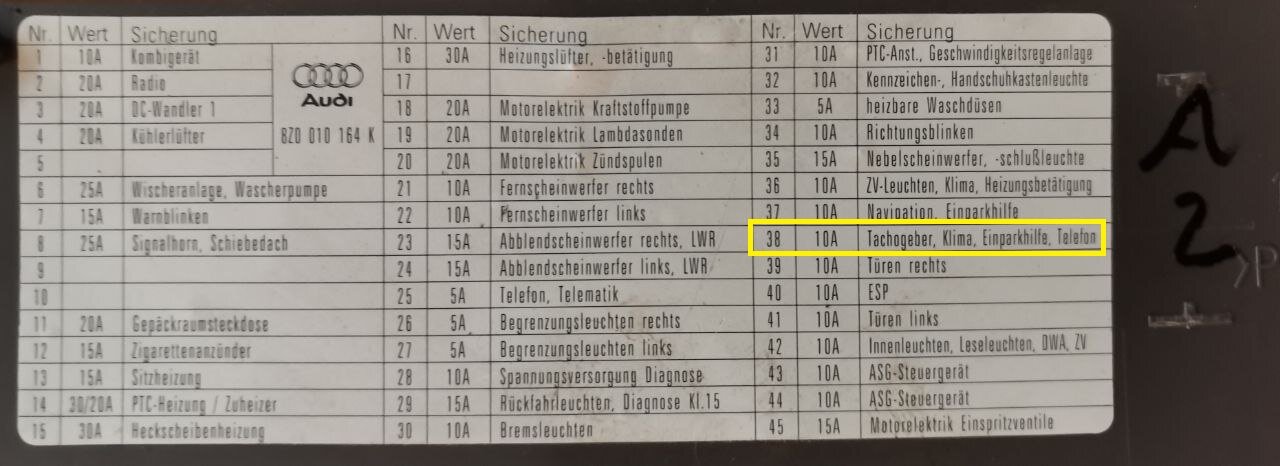 Nr. Wert Sicherung
1 10A Kombigerät
2 20A Radio
3 20A DC-Wandler 1
4 20A Kühlerlüfter
5
Audi
8Z0 010 164 K
6 25A Wischeranlage, Wascherpumpe
7 15A Warnblinken
8 25A Signalhorn, Schiebedach
9
10
11 20A Gepäckraumsteckdose
12 15A Zigarettenanzünder
13 15A Sitzheizung
14 30/20A PTC-Heizung / Zuheizer
15 30A Heckscheibenheizung
Nr. Wert Sicherung
16 30A Heizungslüfter, -betätigung
17
18 20A Motorelektrik Kraftstoffpumpe
19 20A Motorelektrik Lambdasonden
20 20A Motorelektrik Zündspulen
21 10A Fernscheinwerfer rechts
22 10A Fernscheinwerfer links
23 15A Abblendscheinwerfer rechts, LWR
24 15A Abblendscheinwerfer links, LWR
25 5A Telefon, Telematik
26 5A Begrenzungsleuchten rechts
27 5A Begrenzungsleuchten links
28 10A Spannungsversorgung Diagnose
29 15A Rückfahrleuchten, Diagnose Kl.15
30 10A Bremsleuchten
Nr. Wert Sicherung
31 10A PTC-Anst., Geschwindigkeitsregelanlage
32 10A Kennzeichen-, Handschuhkastenleuchte
33 5A heizbare Waschdüsen
34 10A Richtungsblinken
35 15A Nebelscheinwerfer, -schlußleuchte
36 10A ZV-Leuchten, Klima, Heizungsbetätigung
37 10A Navigation, Einparkhilfe
38 10A Tachogeber, Klima, Einparkhilfe, Telefon
39 10A Türen rechts
40 10A ESP
41 10A Türen links
42 10A Innenleuchten, Leseleuchten, DWA, ZV
43 10A ASG-Steuergerät
44 10A ASG-Steuergerät
45 15A Motorelektrik Einspritzventile
A
2
>P